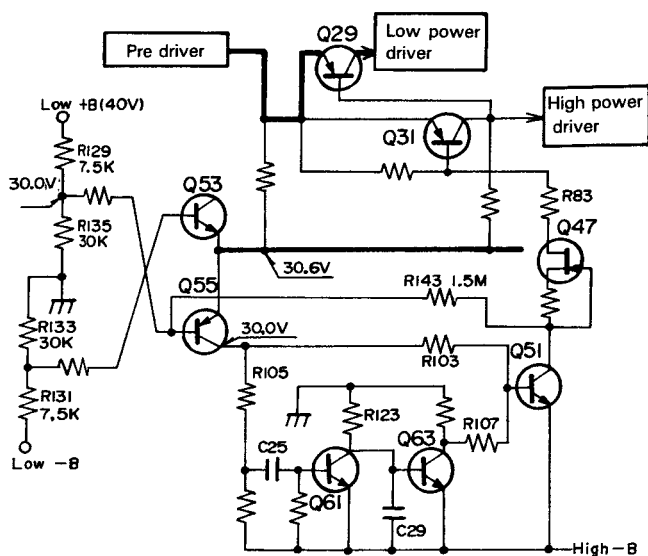 Pre driver
Q29
Low power
driver
Low +B(40V)
Q31
High power
driver
R129
7.5K
30.0V
Q53
R83
R135
30K
Q47
30.6V
R143 1.5M
R133
30K
Q55
30.0V
R103
Q51
R131
7.5K
R105
R123
Q63
R107
Low -B
C25
Q61
C29
High-B